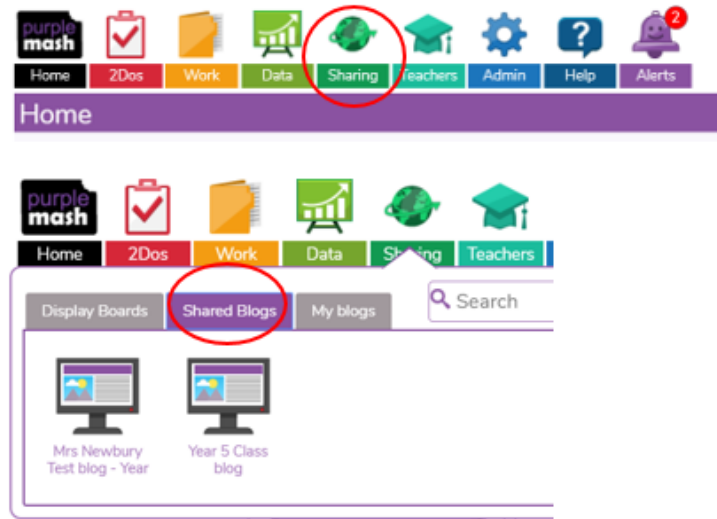 purple
mash
2
Home 2Dos Work Data Sharing Teachers Admin Help Alerts
Home
purple
mash
Home 2Dos Work Data Sharing Teachers
Display Boards Shared Blogs My blogs Search
Mrs Newbury
Test blog - Year
Year 5 Class
blog